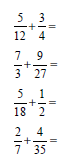 5/12 + 3/4 =
7/3 + 9/27 =
5/18 + 1/2 =
2/7 + 4/35 =